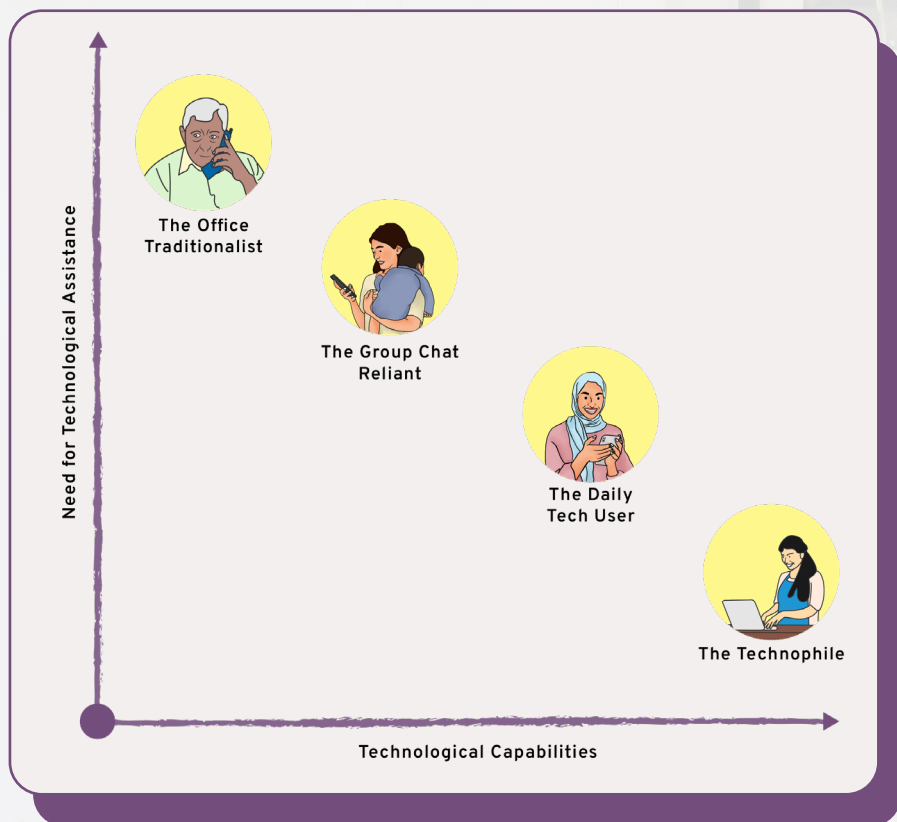 Need for Technological Assistance
The Office
Traditionalist
The Group Chat
Reliant
The Daily
Tech User
The Technophile
Technological Capabilities